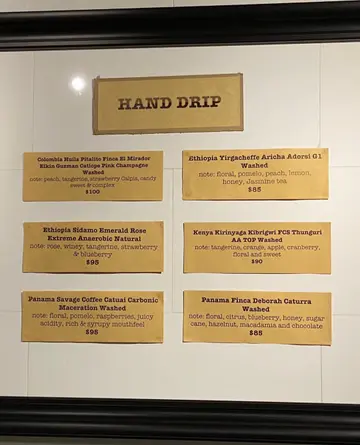 HAND DRIP
Colombia Huila Pitalito Finca El Mirador
Elkin Guzman Catiope Pink Champagne
Washed
note: peach, tangerine, strawberry Calpis, candy
sweet & complex
$100
Ethiopia Yirgacheffe Aricha Adorsi G1
Washed
note: floral, pomelo, peach, lemon,
honey, Jasmine tea
$85
Ethiopia Sidamo Emerald Rose
Extreme Anaerobic Natural
note: rose, winey, tangerine, strawberry
& blueberry
$95
Kenya Kirinyaga Kibrigwi FCS Thunguri
AA TOP Washed
note: tangerine, orange, apple, cranberry,
floral and sweet
$90
Panama Savage Coffee Catuai Carbonic
Maceration Washed
note: floral, pomelo, raspberries, juicy
acidity, rich & syrupy mouthfeel
$95
Panama Finca Deborah Caturra
Washed
note: floral, citrus, blueberry, honey, sugar
cane, hazelnut, macadamia and chocolate
$85